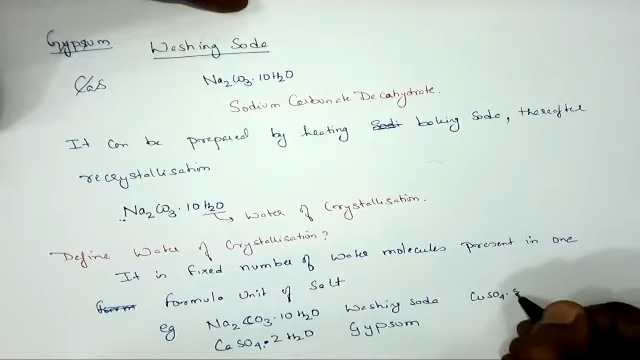 Gypsum Washing Soda
CaS Na₂CO₃·10H₂O
Sodium Carbonate Decahydrate.
It can be prepared by heating Sodi baking Soda, thereafter
recrystallisation
Na₂CO₃·10H₂O → Water of Crystallisation.
Define Water of Crystallisation?
It is fixed number of water molecules present in one
Form formula unit of salt
eg Na₂CO₃·10H₂O Washing soda CuSO₄·5
CaSO₄·2H₂O Gypsum